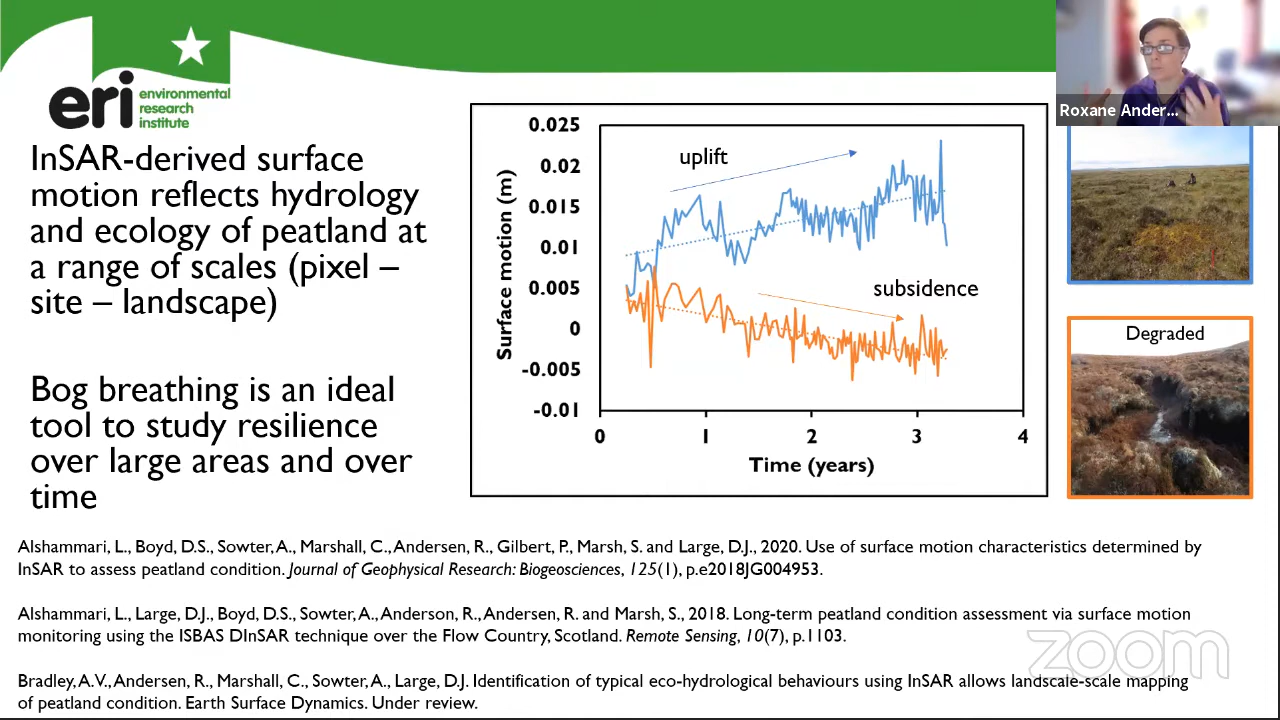 eri environmental
research
institute
Roxane Ander...
InSAR-derived surface
motion reflects hydrology
and ecology of peatland at
a range of scales (pixel –
site – landscape)
Bog breathing is an ideal
tool to study resilience
over large areas and over
time
Surface motion (m)
0.025
0.02
0.015
0.01
0.005
0
-0.005
-0.01
uplift
subsidence
0 1 2 3 4
Time (years)
Degraded
Alshammari, L., Boyd, D.S., Sowter, A., Marshall, C., Andersen, R., Gilbert, P., Marsh, S. and Large, D.J., 2020. Use of surface motion characteristics determined by
InSAR to assess peatland condition. Journal of Geophysical Research: Biogeosciences, 125(1), p.e2018JG004953.
Alshammari, L., Large, D.J., Boyd, D.S., Sowter, A., Anderson, R., Andersen, R. and Marsh, S., 2018. Long-term peatland condition assessment via surface motion
monitoring using the ISBAS DInSAR technique over the Flow Country, Scotland. Remote Sensing, 10(7), p.1103.
Bradley, A.V., Andersen, R., Marshall, C., Sowter, A., Large, D.J. Identification of typical eco-hydrological behaviours using InSAR allows landscale-scale mapping
of peatland condition. Earth Surface Dynamics. Under review.
zoom